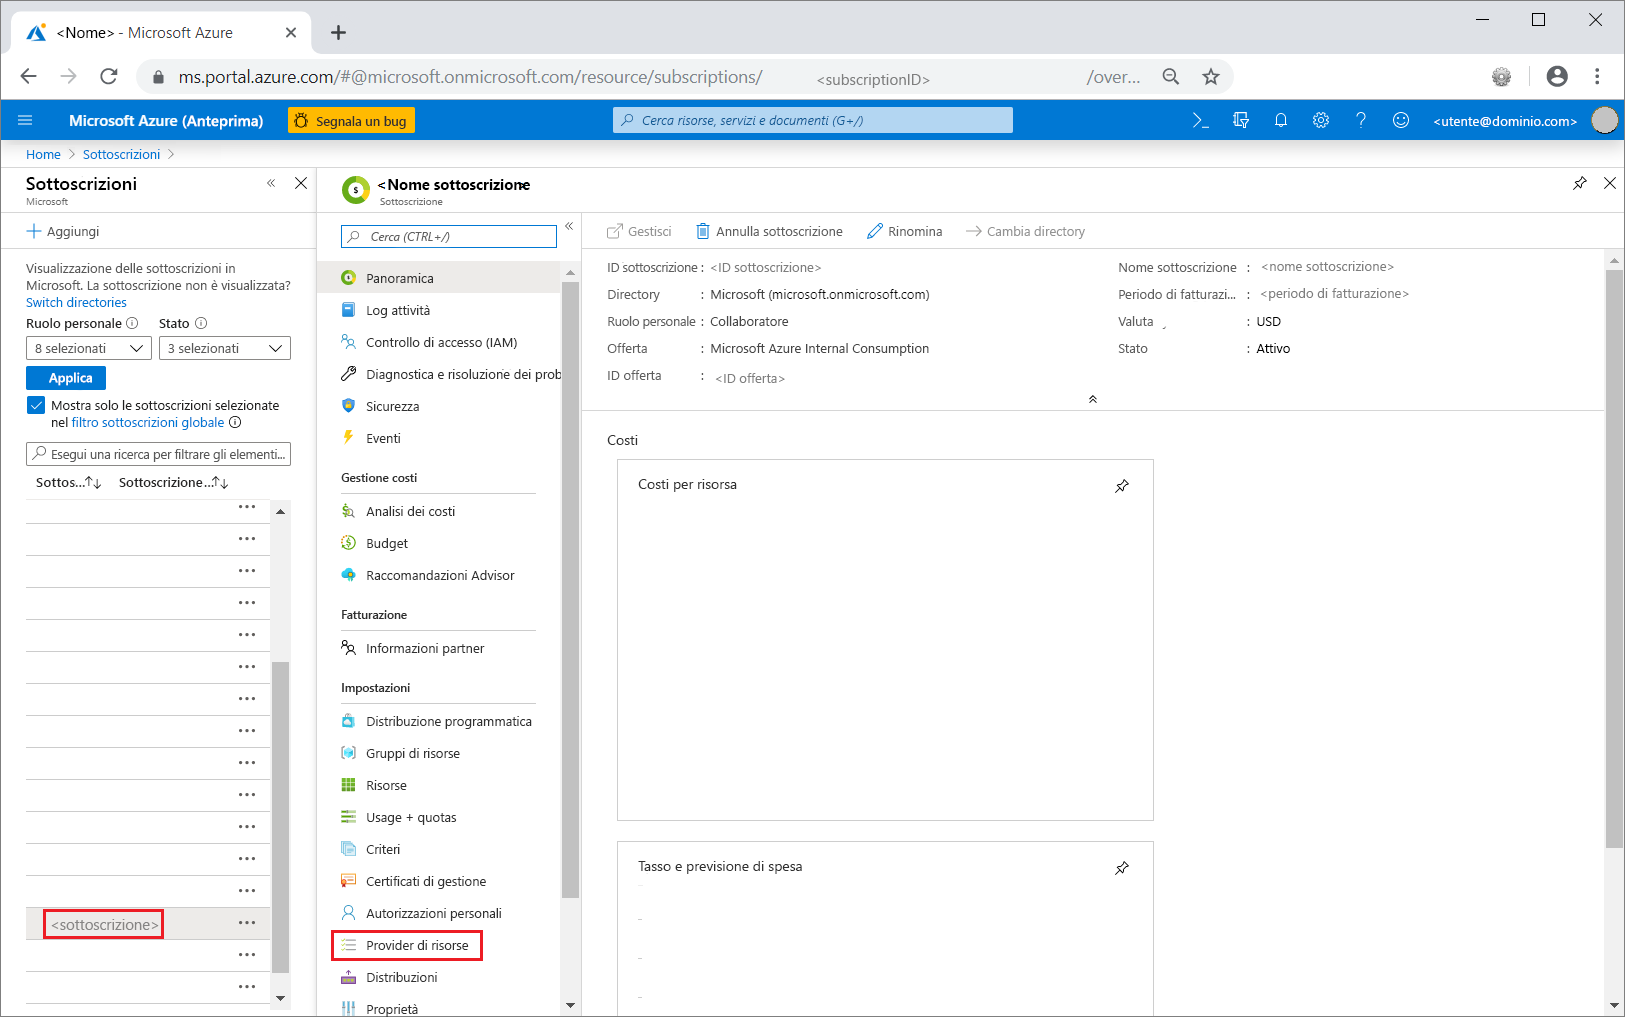 <Nome> - Microsoft Azure
ms.portal.azure.com/#@microsoft.onmicrosoft.com/resource/subscriptions/ <subscriptionID> /over...
Microsoft Azure (Anteprima)
Segnala un bug
Cerca risorse, servizi e documenti (G+/)
<utente@dominio.com>
Home > Sottoscrizioni >
Sottoscrizioni
Microsoft
Aggiungi
Visualizzazione delle sottoscrizioni in
Microsoft. La sottoscrizione non è visualizzata?
Switch directories
Ruolo personale
Stato
8 selezionati
3 selezionati
Applica
Mostra solo le sottoscrizioni selezionate
nel filtro sottoscrizioni globale
Esegui una ricerca per filtrare gli elementi...
Sottos...↑↓
Sottoscrizione...↑↓
<sottoscrizione>
<Nome sottoscrizione
Sottoscrizione
Cerca (CTRL+/)
Panoramica
Log attività
Controllo di accesso (IAM)
Diagnostica e risoluzione dei prob
Sicurezza
Eventi
Gestione costi
Analisi dei costi
Budget
Raccomandazioni Advisor
Fatturazione
Informazioni partner
Impostazioni
Distribuzione programmatica
Gruppi di risorse
Risorse
Usage + quotas
Criteri
Certificati di gestione
Autorizzazioni personali
Provider di risorse
Distribuzioni
Proprietà
Gestisci
Annulla sottoscrizione
Rinomina
Cambia directory
ID sottoscrizione : <ID sottoscrizione>
Directory : Microsoft (microsoft.onmicrosoft.com)
Ruolo personale : Collaboratore
Offerta : Microsoft Azure Internal Consumption
ID offerta : <ID offerta>
Nome sottoscrizione : <nome sottoscrizione>
Periodo di fatturazi... : <periodo di fatturazione>
Valuta : USD
Stato : Attivo
Costi
Costi per risorsa
Tasso e previsione di spesa